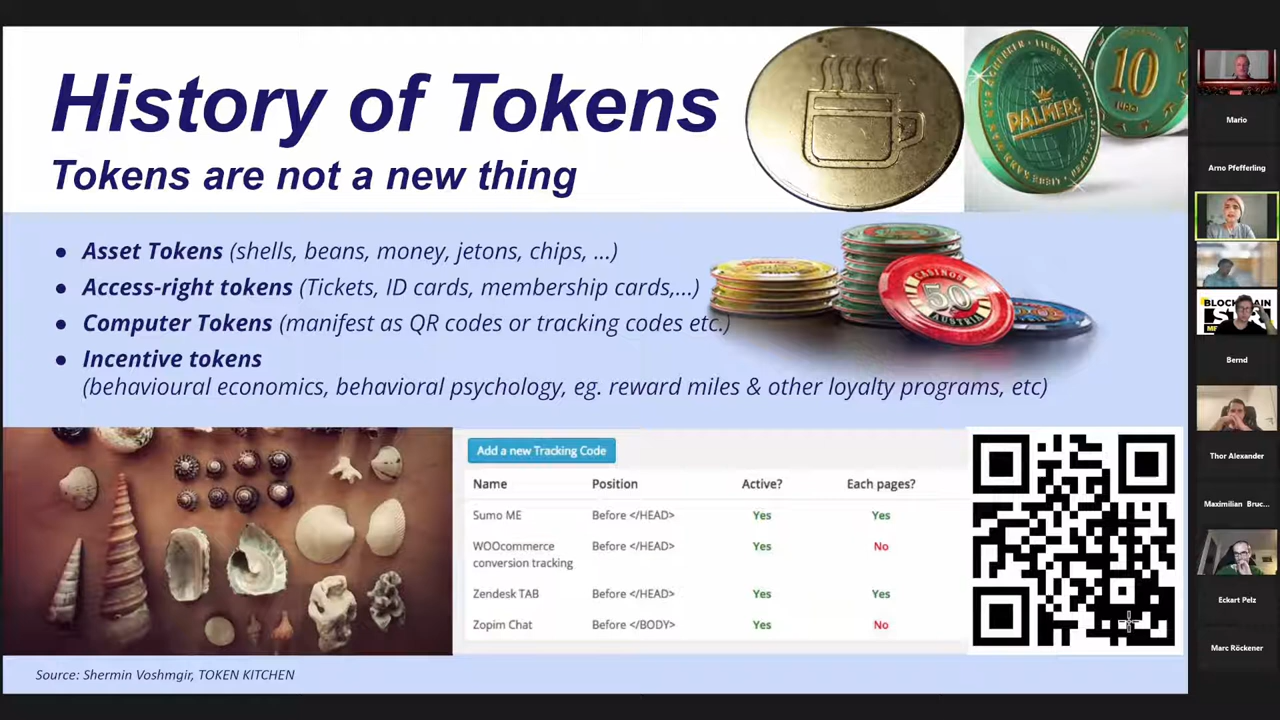 History of Tokens
Tokens are not a new thing
PALMERS
10
EURO
● Asset Tokens (shells, beans, money, jetons, chips, ...)
● Access-right tokens (Tickets, ID cards, membership cards,...)
● Computer Tokens (manifest as QR codes or tracking codes etc.)
● Incentive tokens
(behavioural economics, behavioral psychology, eg. reward miles & other loyalty programs, etc)
CASINOS
50
AUSTRIA
Add a new Tracking Code
Name Position Active? Each pages?
Sumo ME Before </HEAD> Yes Yes
WOOcommerce
conversion tracking Before </HEAD> Yes No
Zendesk TAB Before </HEAD> Yes Yes
Zopim Chat Before </BODY> Yes No
Source: Shermin Voshmgir, TOKEN KITCHEN
Mario
Arno Pfefferling
Bernd
Thor Alexander
Maximilian Bruc...
Eckart Pelz
Marc Röckener